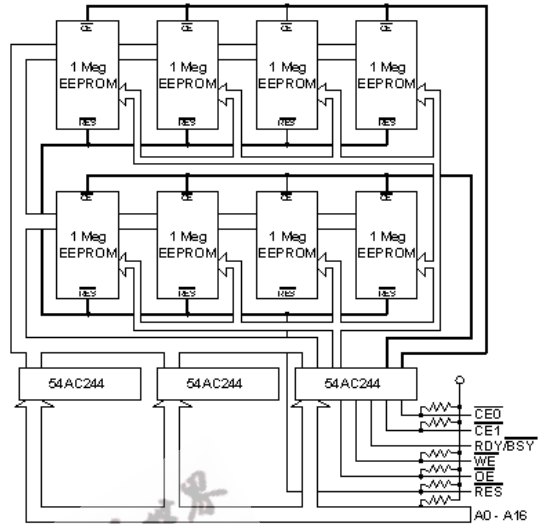 CE CE CE CE
1 Meg EEPROM 1 Meg EEPROM 1 Meg EEPROM 1 Meg EEPROM
RES RES RES RES
CE CE CE CE
1 Meg EEPROM 1 Meg EEPROM 1 Meg EEPROM 1 Meg EEPROM
RES RES RES RES
54AC244 54AC244 54AC244
CE0
CE1
RDY/BSY
WE
OE
RES
A0 - A16